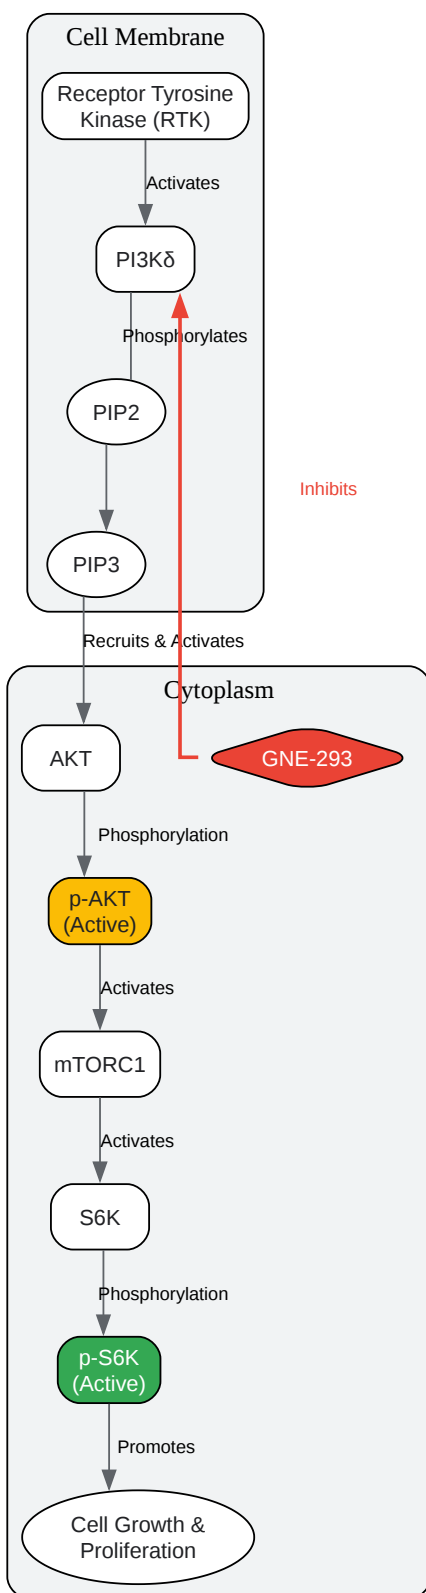 Cell Membrane
Receptor Tyrosine
Kinase (RTK)
Activates
PI3Kδ
Phosphorylates
PIP2
Inhibits
PIP3
Recruits & Activates
Cytoplasm
AKT
GNE-293
Phosphorylation
p-AKT
(Active)
Activates
mTORC1
Activates
S6K
Phosphorylation
p-S6K
(Active)
Promotes
Cell Growth &
Proliferation